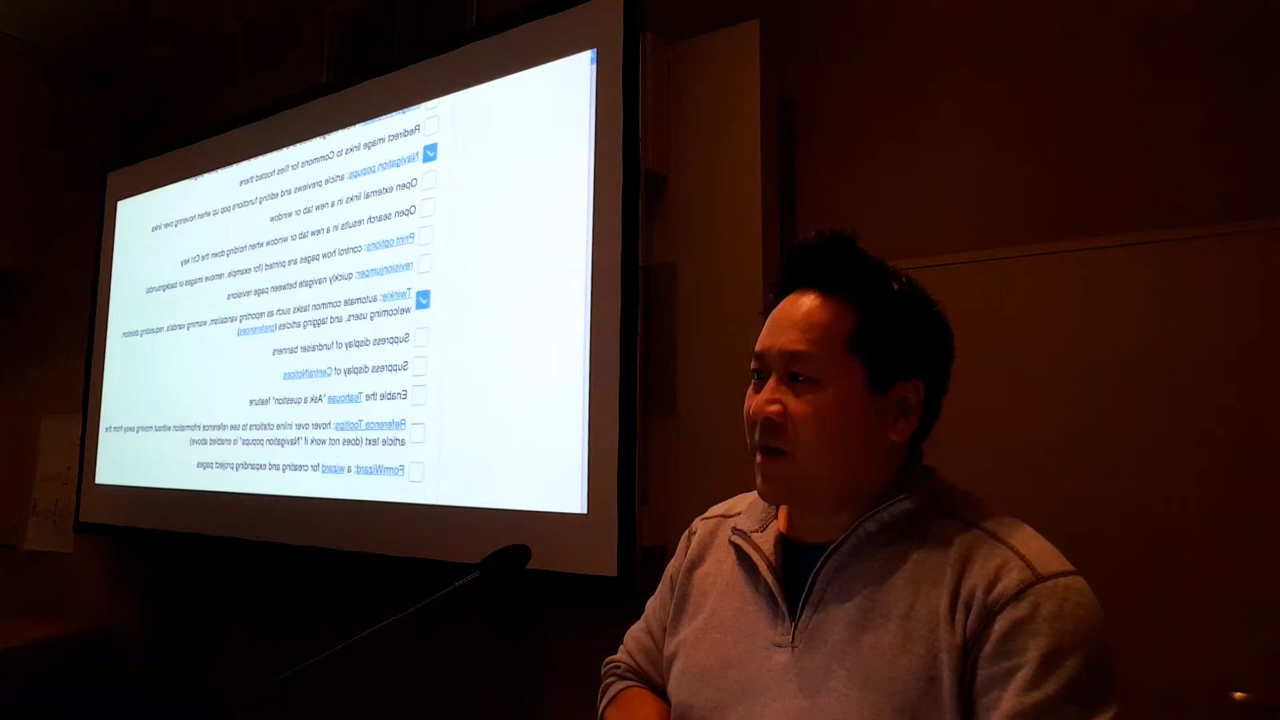 Redirect image links to Commons for files hosted there
Navigation popups: article previews and editing functions pop up when hovering over links
Open external links in a new tab or window
Open search results in a new tab or window when holding down the Ctrl key
Print options: control how pages are printed (for example, remove images or backgrounds)
revisionjumper: quickly navigate between page revisions
Twinkle: automate common tasks such as reporting vandalism, warning vandals, requesting deletion,
welcoming users, and tagging articles (preferences)
Suppress display of fundraiser banners
Suppress display of CentralNotices
Enable the Teahouse "Ask a question" feature
Reference Tooltips: hover over inline citations to see reference information without moving away from the
article text (does not work if "Navigation popups" is enabled above)
FormWizard: a wizard for creating and expanding project pages